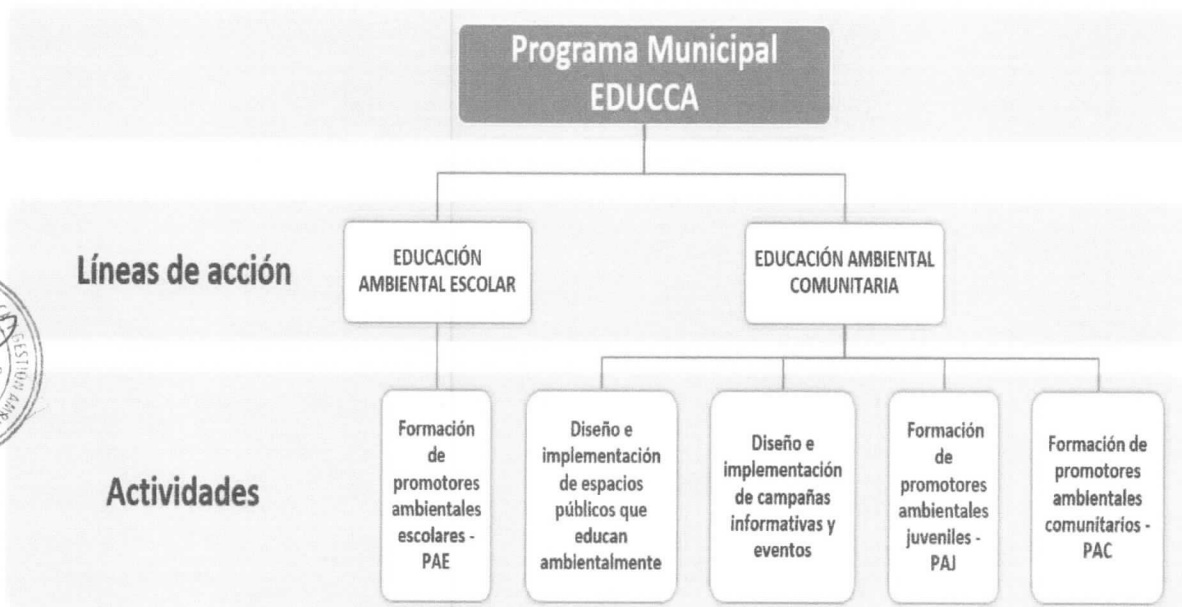 Programa Municipal
EDUCCA
Líneas de acción
EDUCACIÓN
AMBIENTAL ESCOLAR
EDUCACIÓN AMBIENTAL
COMUNITARIA
Actividades
Formación
de
promotores
ambientales
escolares -
PAE
Diseño e
implementación
de espacios
públicos que
educan
ambientalmente
Diseño e
implementación
de campañas
informativas y
eventos
Formación
de
promotores
ambientales
juveniles -
PAJ
Formación de
promotores
ambientales
comunitarios -
PAC
GESTION